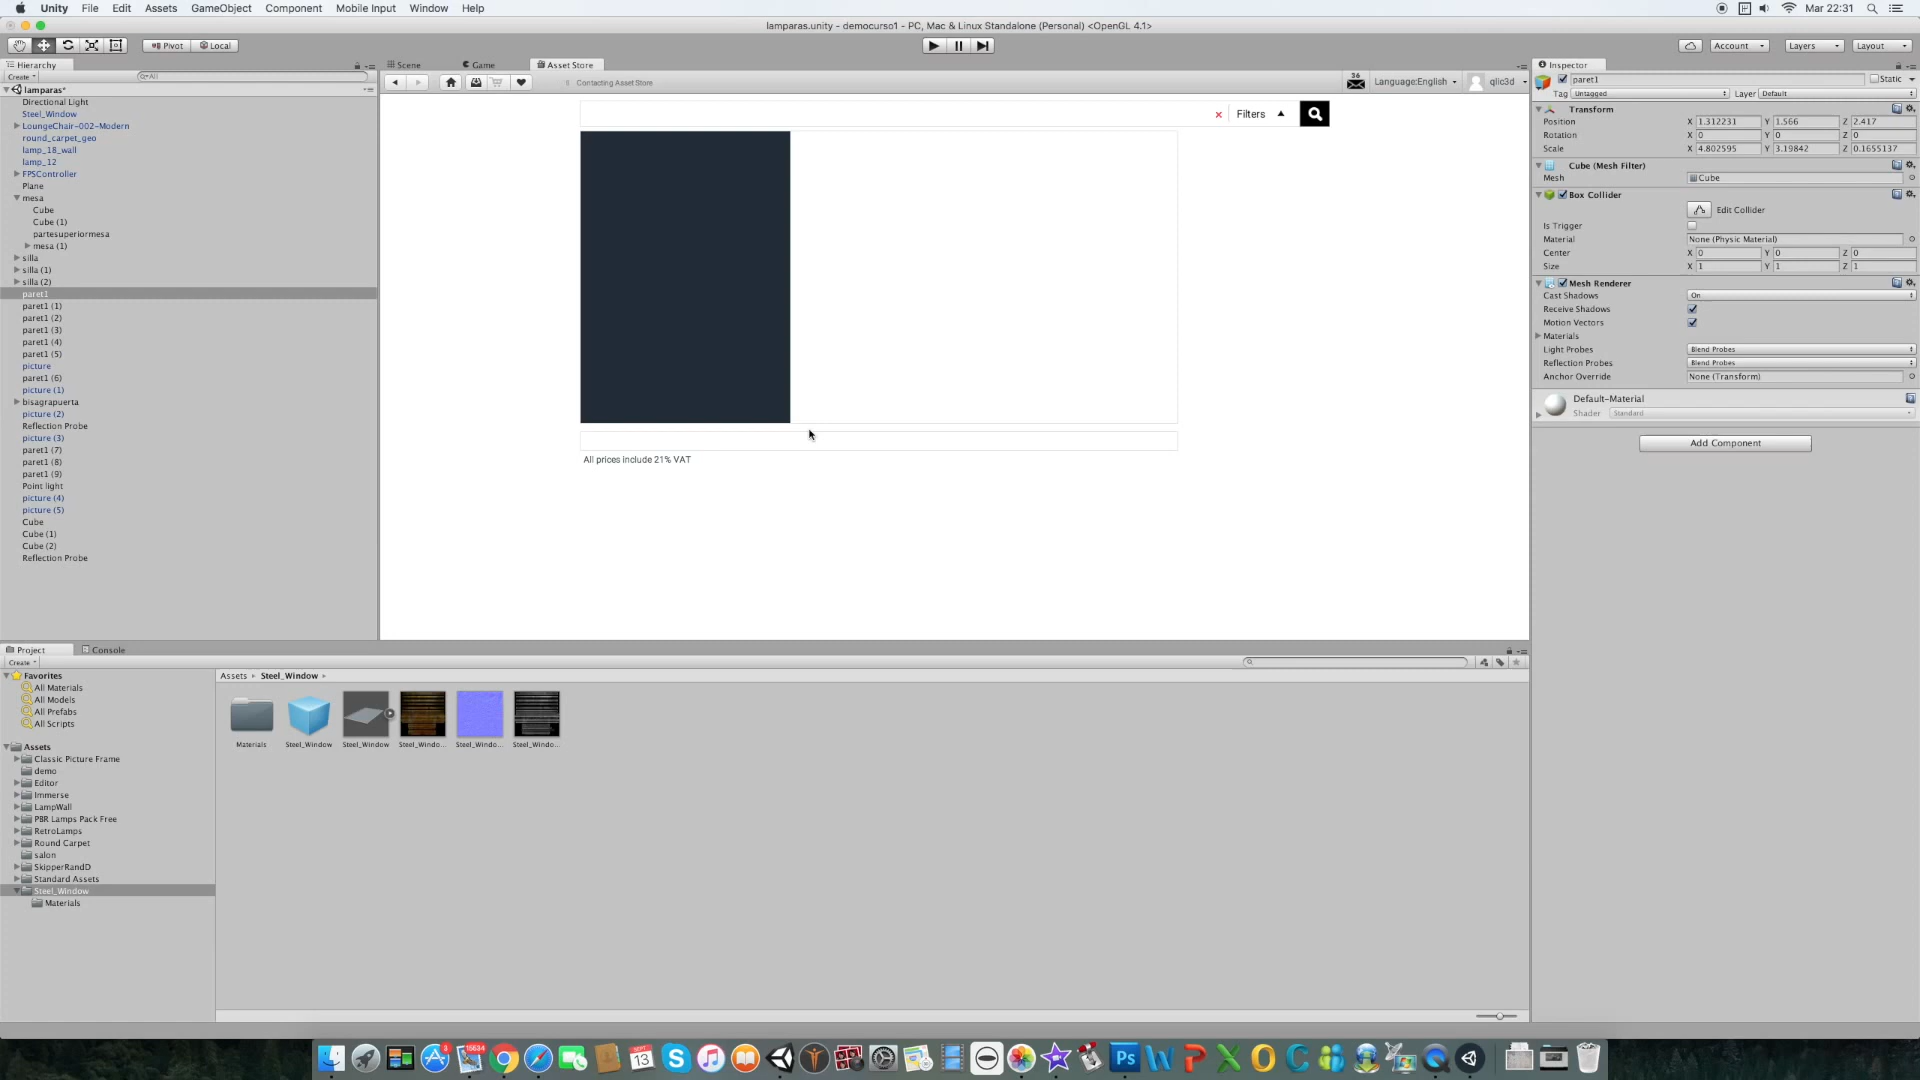 Unity File Edit Assets GameObject Component Mobile Input Window Help
Mar 22:31
lamparas.unity - democurso1 - PC, Mac & Linux Standalone (Personal) <OpenGL 4.1>
Pivot Local
Account Layers Layout
Hierarchy
Create All
lamparas*
Directional Light
Steel_Window
LoungeChair-002-Modern
round_carpet_geo
lamp_18_wall
lamp_12
FPSController
Plane
mesa
Cube
Cube (1)
partesuperiormesa
mesa (1)
silla
silla (1)
silla (2)
paret1
paret1 (1)
paret1 (2)
paret1 (3)
paret1 (4)
paret1 (5)
picture
paret1 (6)
picture (1)
bisagrapuerta
picture (2)
Reflection Probe
picture (3)
paret1 (7)
paret1 (8)
paret1 (9)
Point light
picture (4)
picture (5)
Cube
Cube (1)
Cube (2)
Reflection Probe
Scene Game Asset Store
Contacting Asset Store
36
Language:English
qlic3d
Filters
All prices include 21% VAT
Inspector
paret1 Static
Tag Untagged Layer Default
Transform
Position X 1.312231 Y 1.566 Z 2.417
Rotation X 0 Y 0 Z 0
Scale X 4.802595 Y 3.19842 Z 0.1655137
Cube (Mesh Filter)
Mesh Cube
Box Collider
Edit Collider
Is Trigger
Material None (Physic Material)
Center X 0 Y 0 Z 0
Size X 1 Y 1 Z 1
Mesh Renderer
Cast Shadows On
Receive Shadows
Motion Vectors
Materials
Light Probes Blend Probes
Reflection Probes Blend Probes
Anchor Override None (Transform)
Default-Material
Shader Standard
Add Component
Project Console
Create
Favorites
All Materials
All Models
All Prefabs
All Scripts
Assets
Classic Picture Frame
demo
Editor
Immerse
LampWall
PBR Lamps Pack Free
RetroLamps
Round Carpet
salon
SkipperRandD
Standard Assets
Steel_Window
Materials
Assets Steel_Window
Materials Steel_Window Steel_Window Steel_Windo... Steel_Windo... Steel_Windo...
13
Ps